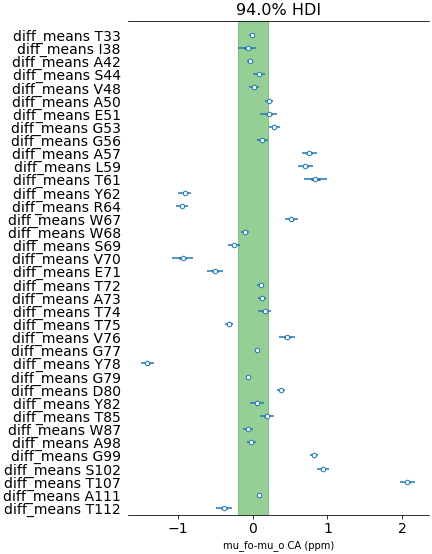 94.0% HDI
diff_means T33
diff_means I38
diff_means A42
diff_means S44
diff_means V48
diff_means A50
diff_means E51
diff_means G53
diff_means G56
diff_means A57
diff_means L59
diff_means T61
diff_means Y62
diff_means R64
diff_means W67
diff_means W68
diff_means S69
diff_means V70
diff_means E71
diff_means T72
diff_means A73
diff_means T74
diff_means T75
diff_means V76
diff_means G77
diff_means Y78
diff_means G79
diff_means D80
diff_means Y82
diff_means T85
diff_means W87
diff_means A98
diff_means G99
diff_means S102
diff_means T107
diff_means A111
diff_means T112
−1 0 1 2
mu_fo-mu_o CA (ppm)